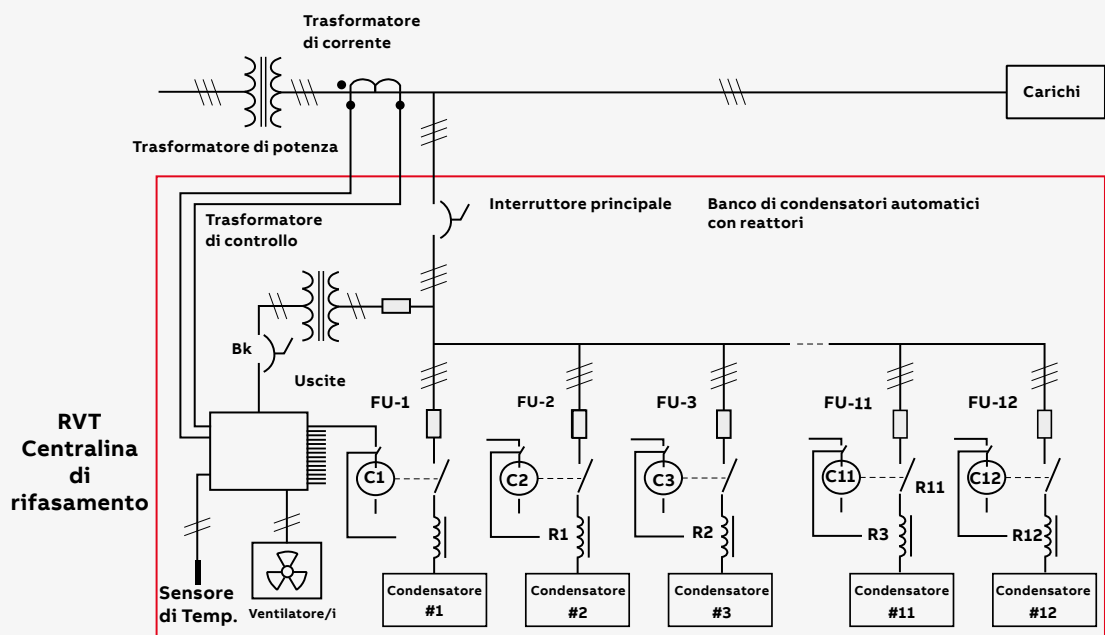 Trasformatore
di corrente
Carichi
Trasformatore di potenza
Interruttore principale
Banco di condensatori automatici
con reattori
Trasformatore
di controllo
Bk
Uscite
FU-1
FU-2
FU-3
FU-11
FU-12
RVT
Centralina
di
rifasamento
C1
C2
C3
C11
C12
R11
R1
R2
R3
R12
Sensore
di Temp.
Ventilatore/i
Condensatore
#1
Condensatore
#2
Condensatore
#3
Condensatore
#11
Condensatore
#12